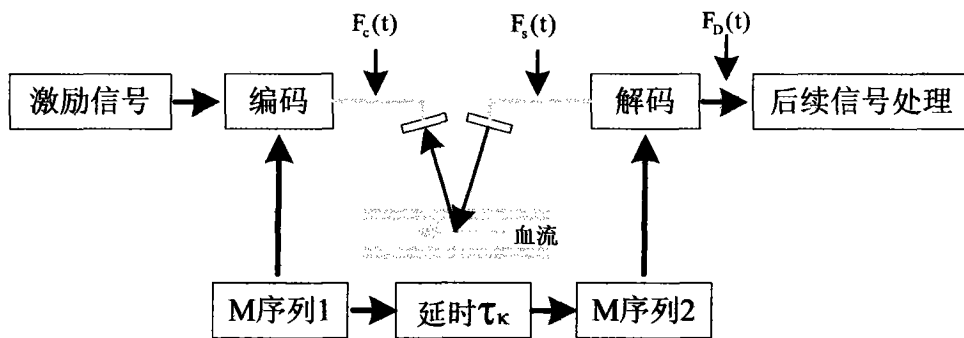 F_c(t)
F_s(t)
F_D(t)
激励信号
编码
解码
后续信号处理
血流
M序列1
延时τ_κ
M序列2